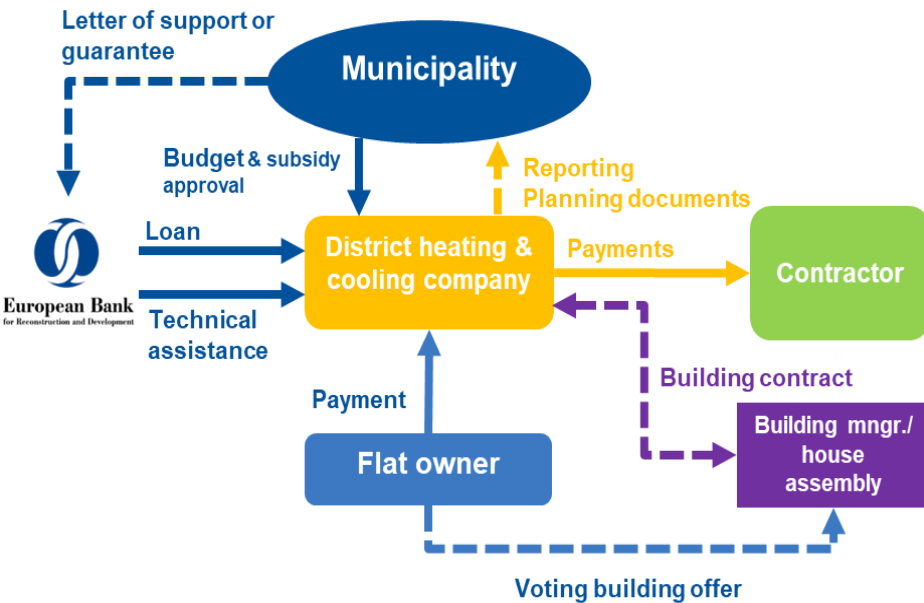 Letter of support or
guarantee
Municipality
Budget & subsidy
approval
Reporting
Planning documents
Loan
District heating &
cooling company
Payments
Contractor
European Bank
for Reconstruction and Development
Technical
assistance
Building contract
Payment
Flat owner
Building mngr./
house
assembly
Voting building offer